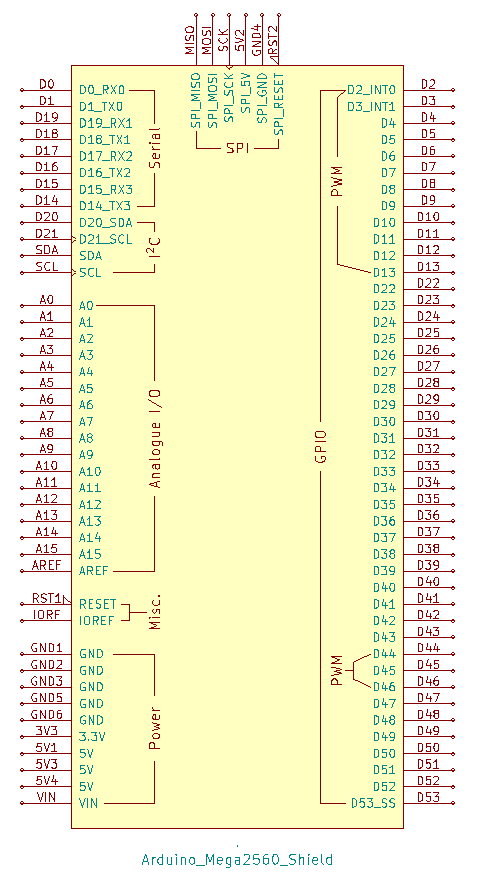 MISO MOSI SCK 5V2 GND4 RST2
SPI_MISO SPI_MOSI SPI_SCK SPI_5V SPI_GND SPI_RESET
SPI
D0 D0_RX0 D2_INT0 D2
D1 D1_TX0 D3_INT1 D3
D19 D19_RX1 D4 D4
D18 D18_TX1 D5 D5
D17 D17_RX2 D6 D6
D16 D16_TX2 D7 D7
D15 D15_RX3 D8 D8
D14 D14_TX3 D9 D9
Serial
PWM
D20 D20_SDA D10 D10
D21 D21_SCL D11 D11
SDA SDA D12 D12
SCL SCL D13 D13
I²C
D22 D22
A0 A0 D23 D23
A1 A1 D24 D24
A2 A2 D25 D25
A3 A3 D26 D26
A4 A4 D27 D27
A5 A5 D28 D28
A6 A6 D29 D29
A7 A7 D30 D30
A8 A8 D31 D31
A9 A9 D32 D32
A10 A10 D33 D33
A11 A11 D34 D34
A12 A12 D35 D35
A13 A13 D36 D36
A14 A14 D37 D37
A15 A15 D38 D38
AREF AREF D39 D39
Analogue I/O
GPIO
D40 D40
RST1 RESET D41 D41
IORF IOREF D42 D42
Misc.
D43 D43
GND1 GND D44 D44
GND2 GND D45 D45
GND3 GND D46 D46
PWM
GND5 GND D47 D47
GND6 GND D48 D48
3V3 3.3V D49 D49
5V1 5V D50 D50
5V3 5V D51 D51
5V4 5V D52 D52
VIN VIN D53_SS D53
Power
Arduino_Mega2560_Shield